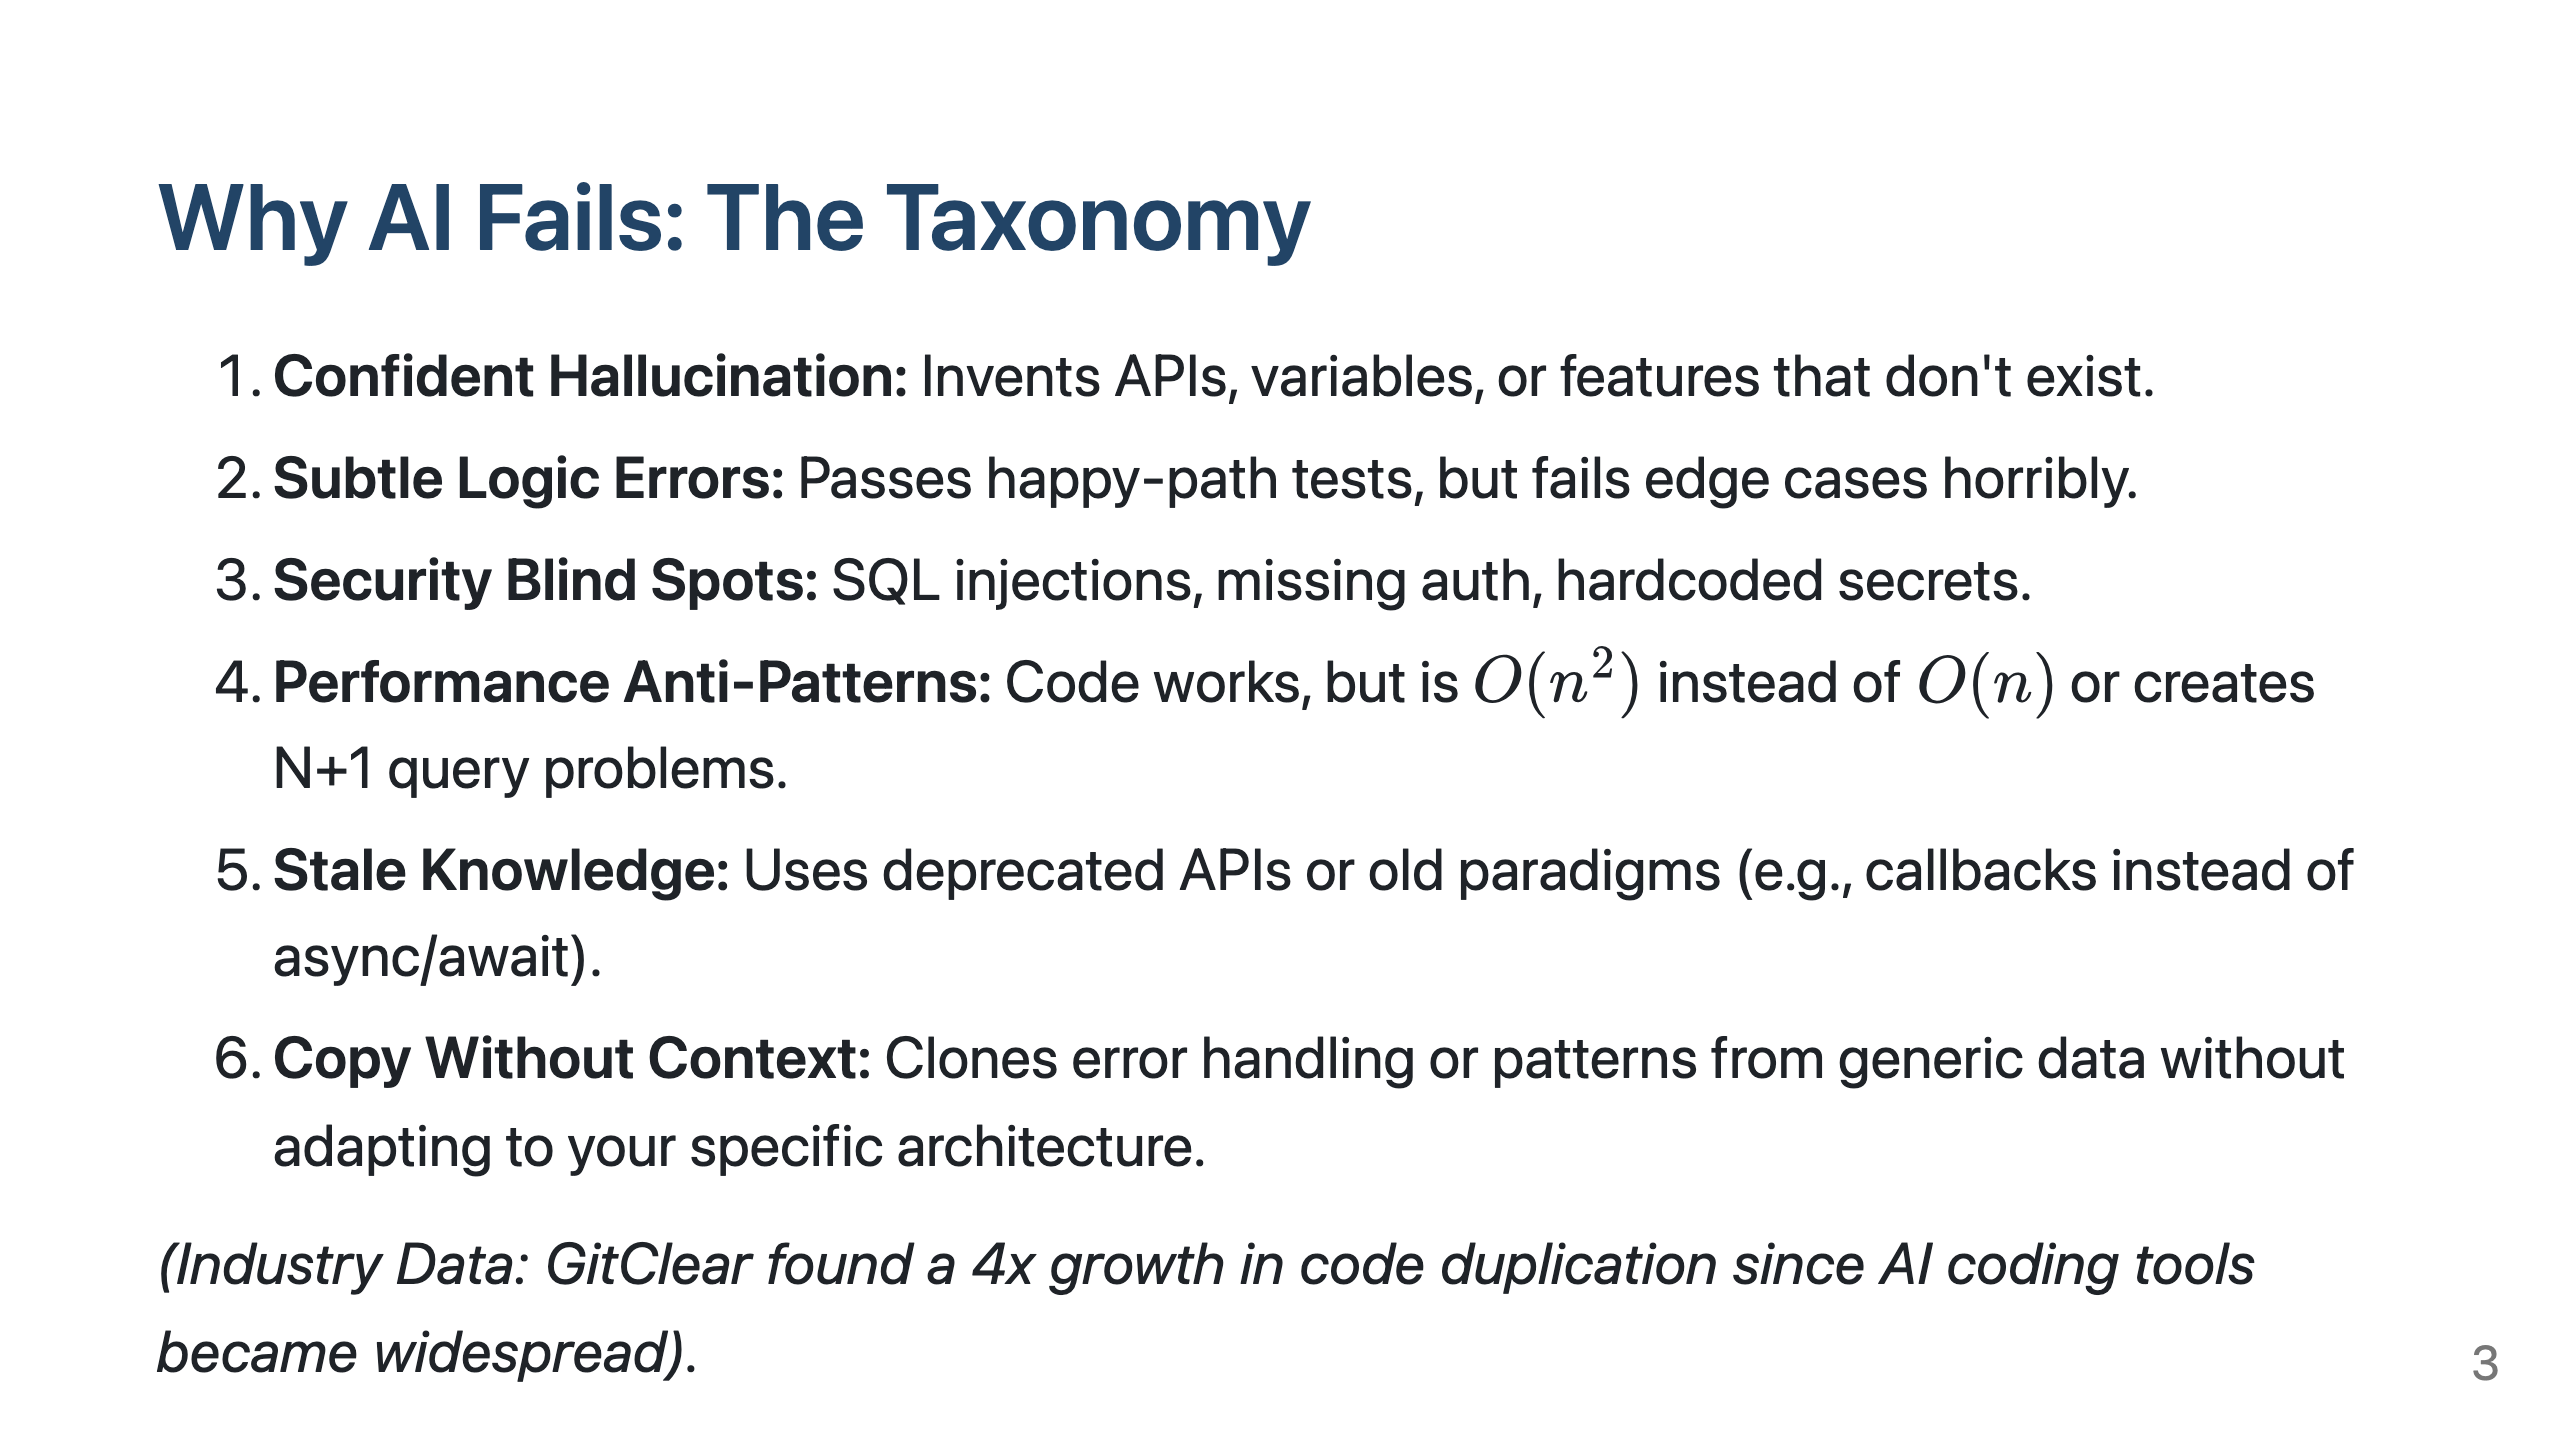 Why AI Fails: The Taxonomy
1. Confident Hallucination: Invents APIs, variables, or features that don't exist.
2. Subtle Logic Errors: Passes happy-path tests, but fails edge cases horribly.
3. Security Blind Spots: SQL injections, missing auth, hardcoded secrets.
4. Performance Anti-Patterns: Code works, but is O(n²) instead of O(n) or creates
N+1 query problems.
5. Stale Knowledge: Uses deprecated APIs or old paradigms (e.g., callbacks instead of
async/await).
6. Copy Without Context: Clones error handling or patterns from generic data without
adapting to your specific architecture.
(Industry Data: GitClear found a 4x growth in code duplication since AI coding tools
became widespread).
3